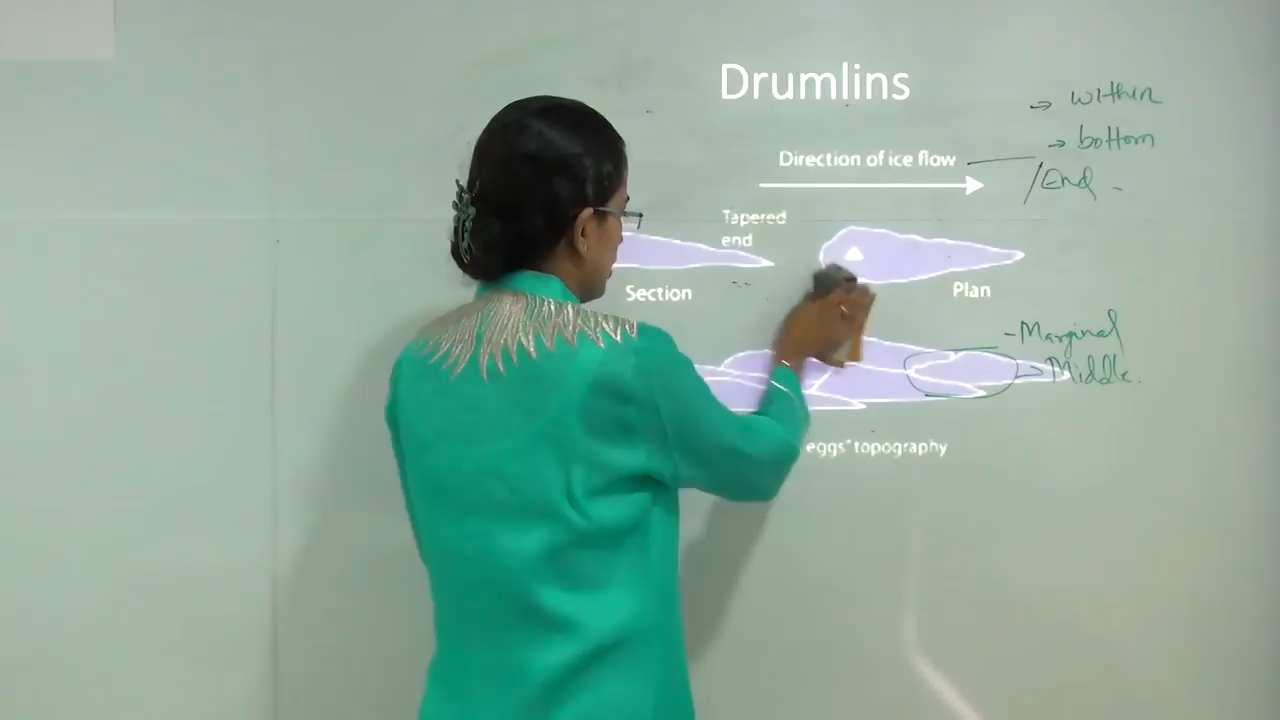 Drumlins
→ within
→ bottom
Direction of ice flow
/End -
Tapered
end
Section
Plan
- Marginal
→ Middle.
eggs" topography